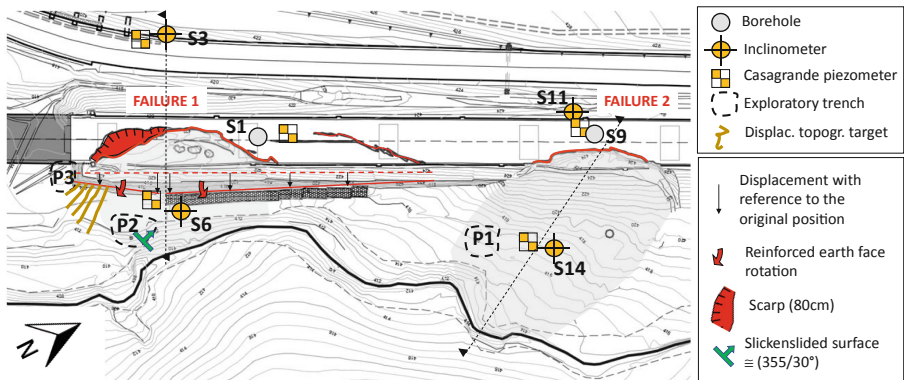 S3
FAILURE 1
S11
FAILURE 2
S1
S9
P3
P2
S6
P1
S14
N
Borehole
Inclinometer
Casagrande piezometer
Exploratory trench
Displac. topogr. target
Displacement with
reference to the
original position
Reinforced earth face
rotation
Scarp (80cm)
Slickenslided surface
≅ (355/30°)